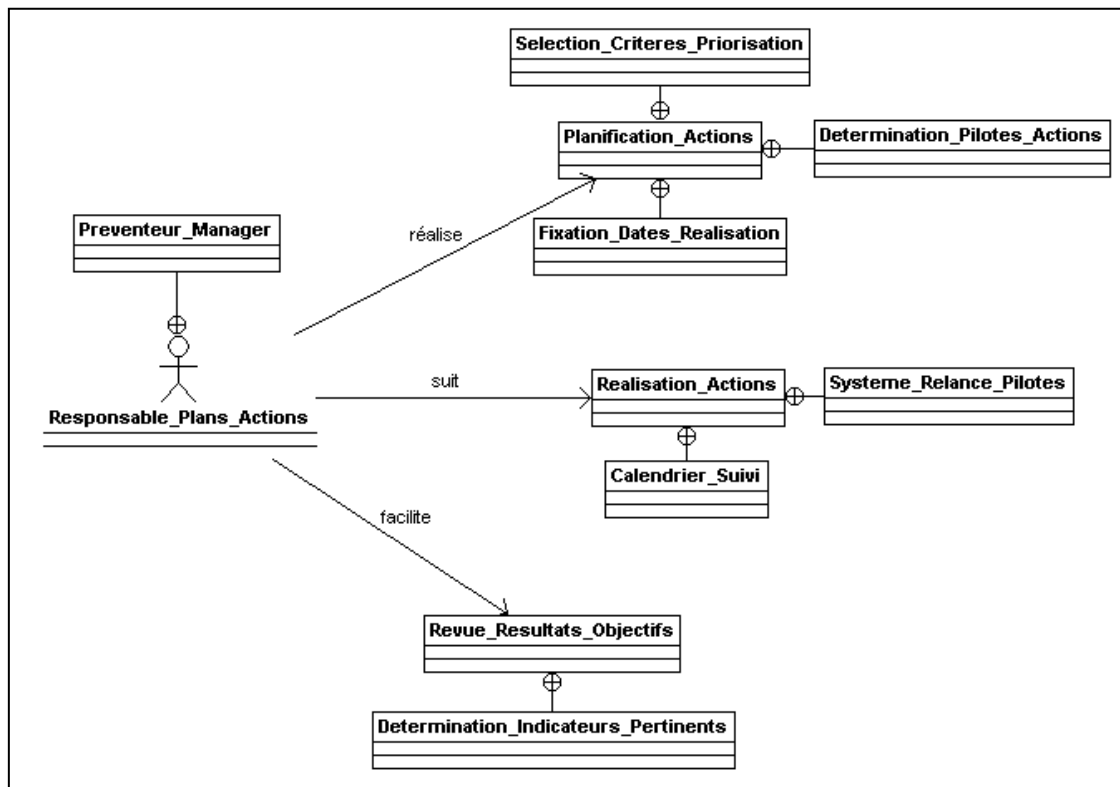 Selection_Criteres_Priorisation
Planification_Actions
Determination_Pilotes_Actions
Fixation_Dates_Realisation
Preventeur_Manager
réalise
Responsable_Plans_Actions
suit
Realisation_Actions
Systeme_Relance_Pilotes
Calendrier_Suivi
facilite
Revue_Resultats_Objectifs
Determination_Indicateurs_Pertinents